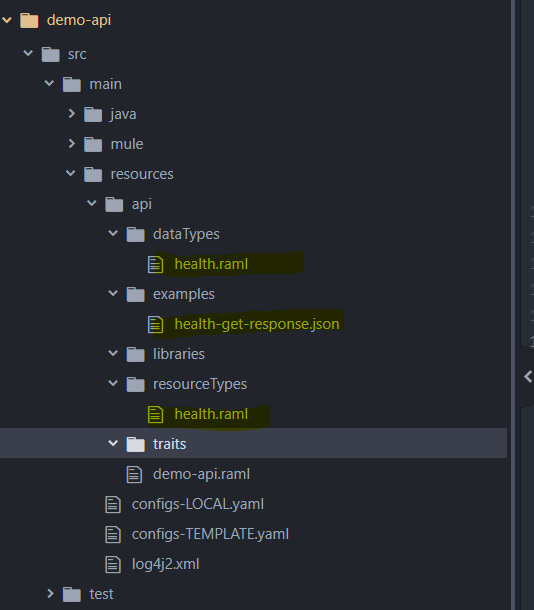 demo-api
src
main
java
mule
resources
api
dataTypes
health.raml
examples
health-get-response.json
libraries
resourceTypes
health.raml
traits
demo-api.raml
configs-LOCAL.yaml
configs-TEMPLATE.yaml
log4j2.xml
test